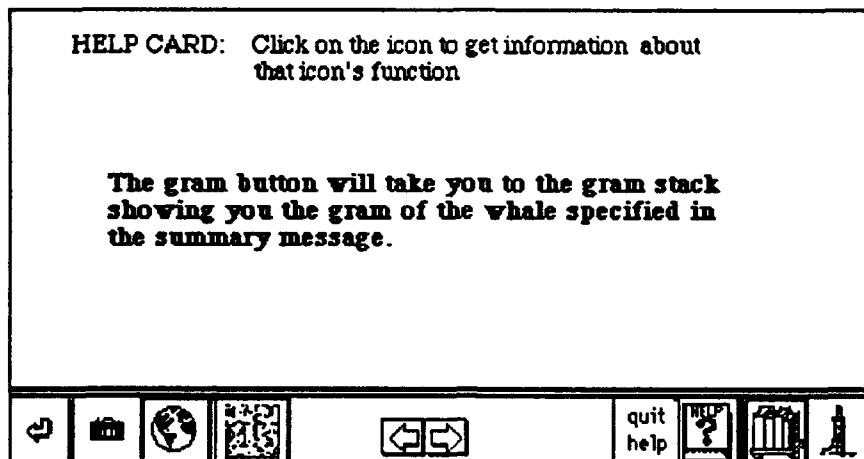 HELP CARD: Click on the icon to get information about
that icon's function
The gram button will take you to the gram stack
showing you the gram of the whale specified in
the summary message.
quit
help
HELP
?